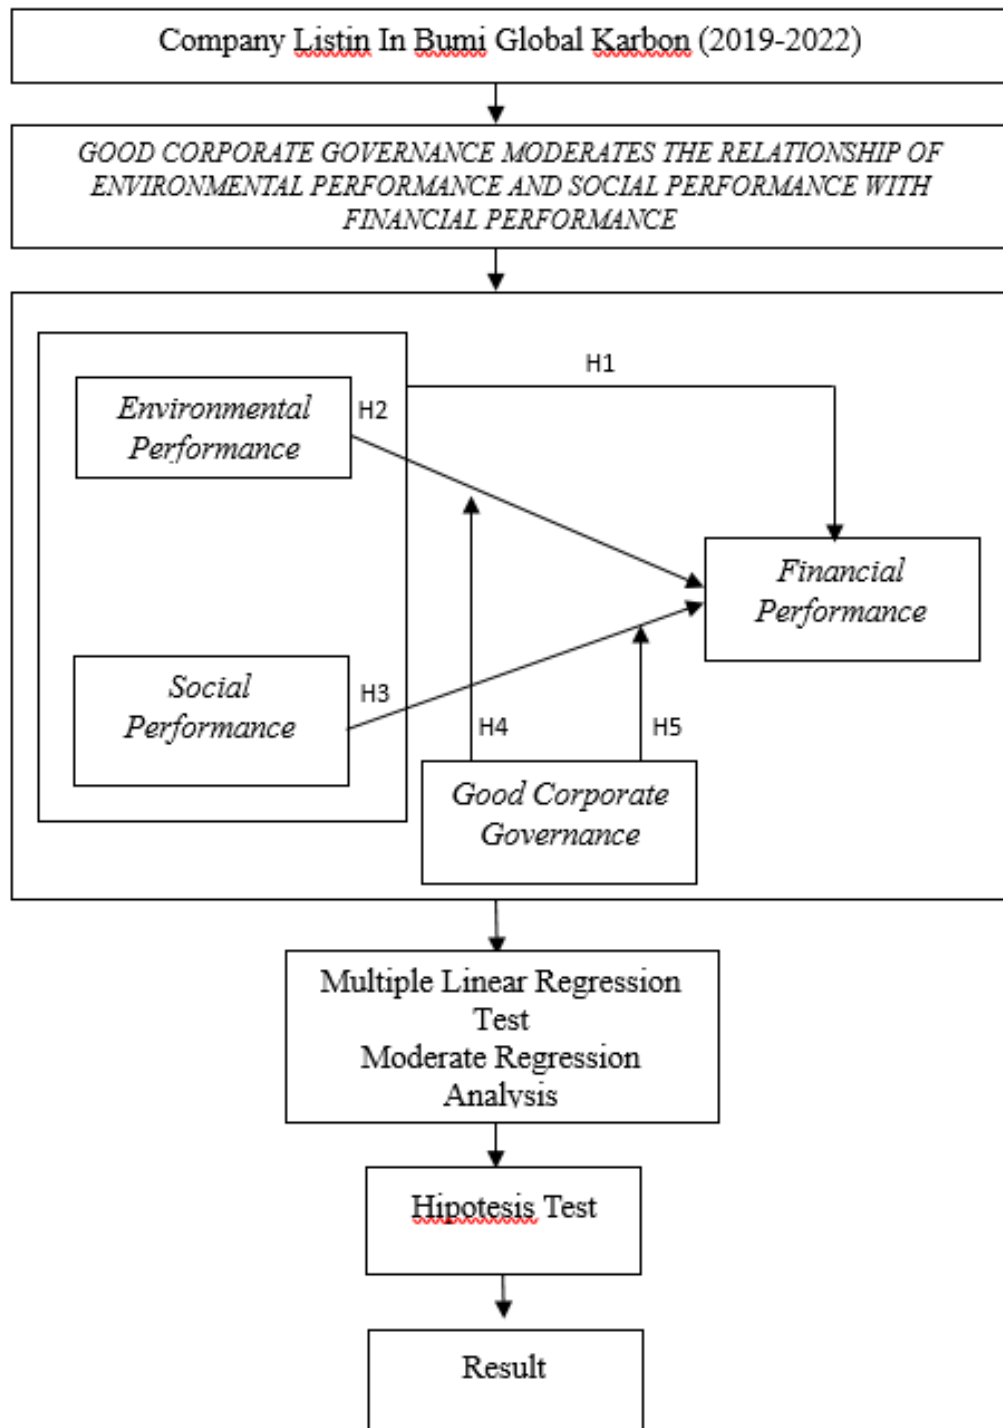 Company Listin In Bumi Global Karbon (2019-2022)
GOOD CORPORATE GOVERNANCE MODERATES THE RELATIONSHIP OF
ENVIRONMENTAL PERFORMANCE AND SOCIAL PERFORMANCE WITH
FINANCIAL PERFORMANCE
H1
Environmental
Performance
H2
Financial
Performance
Social
Performance
H3
H4
H5
Good Corporate
Governance
Multiple Linear Regression
Test
Moderate Regression
Analysis
Hipotesis Test
Result